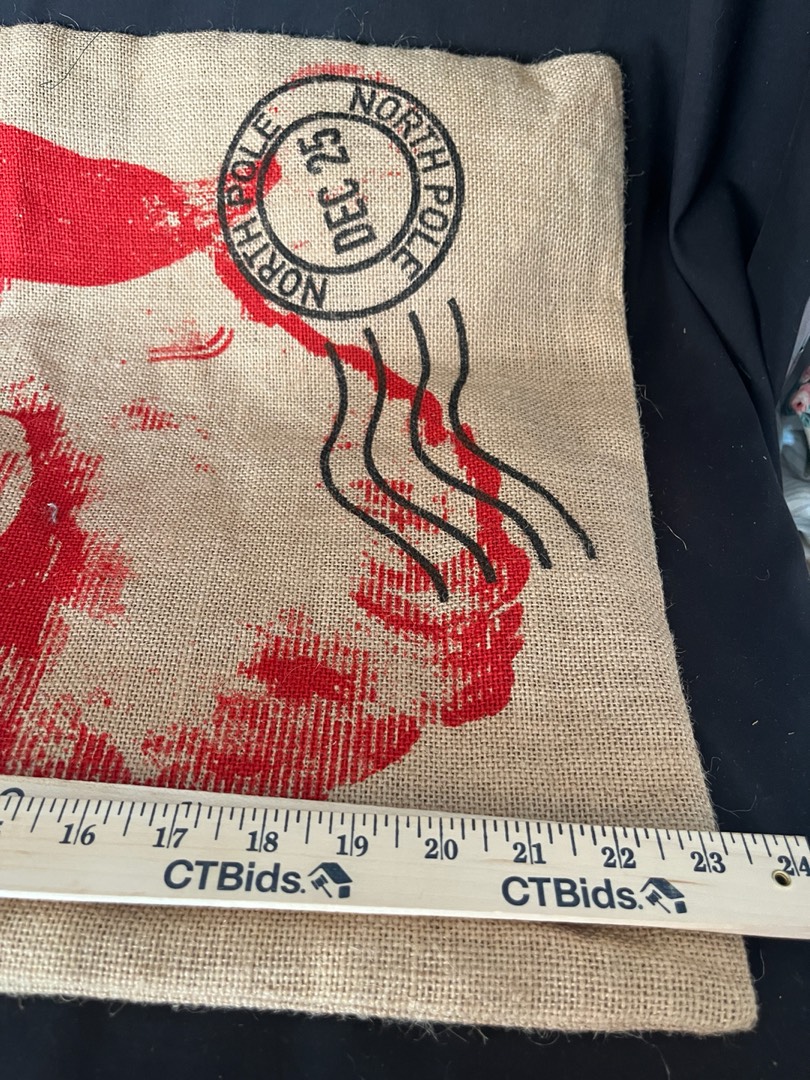 NORTH POLE
NORTH POLE
DEC 25
16 17 18 19 20 21 22 23 24
CTBids. CTBids.